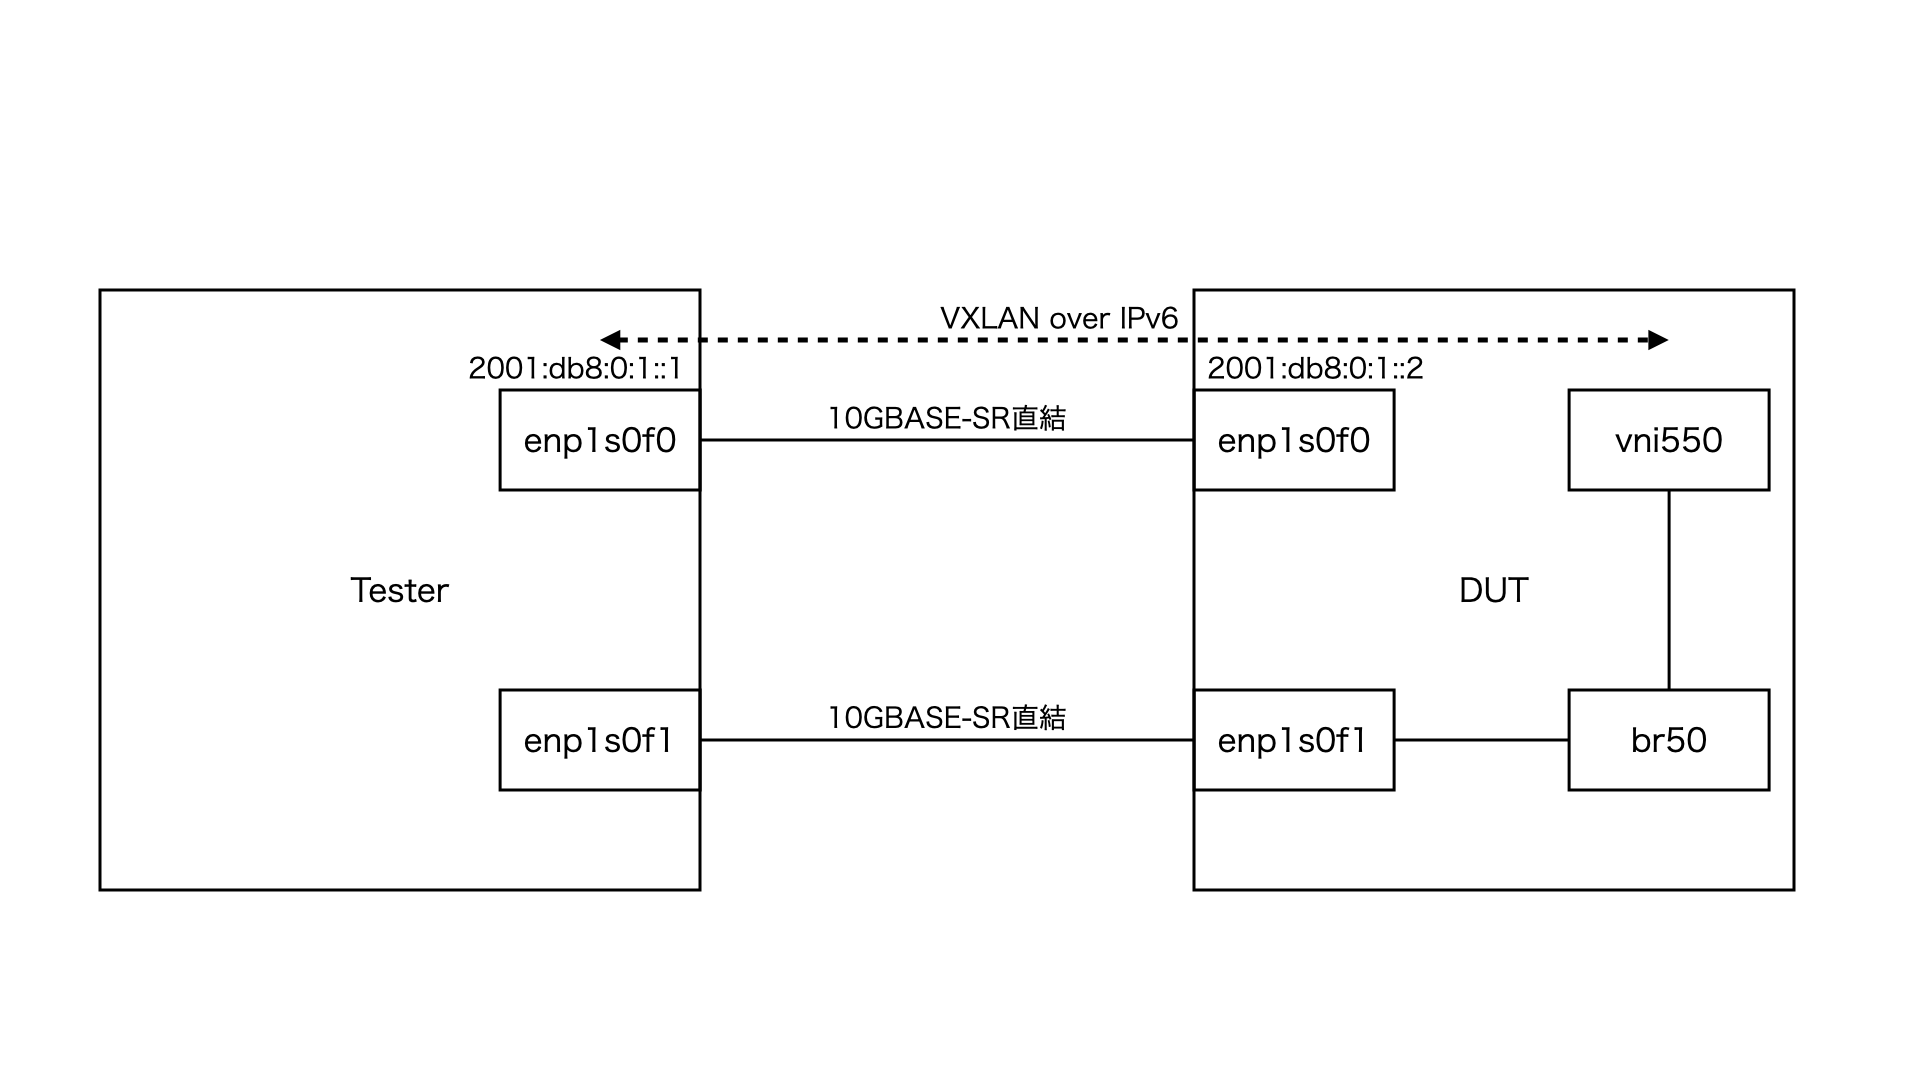 VXLAN over IPv6
2001:db8:0:1::1
2001:db8:0:1::2
enp1s0f0
10GBASE-SR直結
enp1s0f0
vni550
Tester
DUT
enp1s0f1
10GBASE-SR直結
enp1s0f1
br50